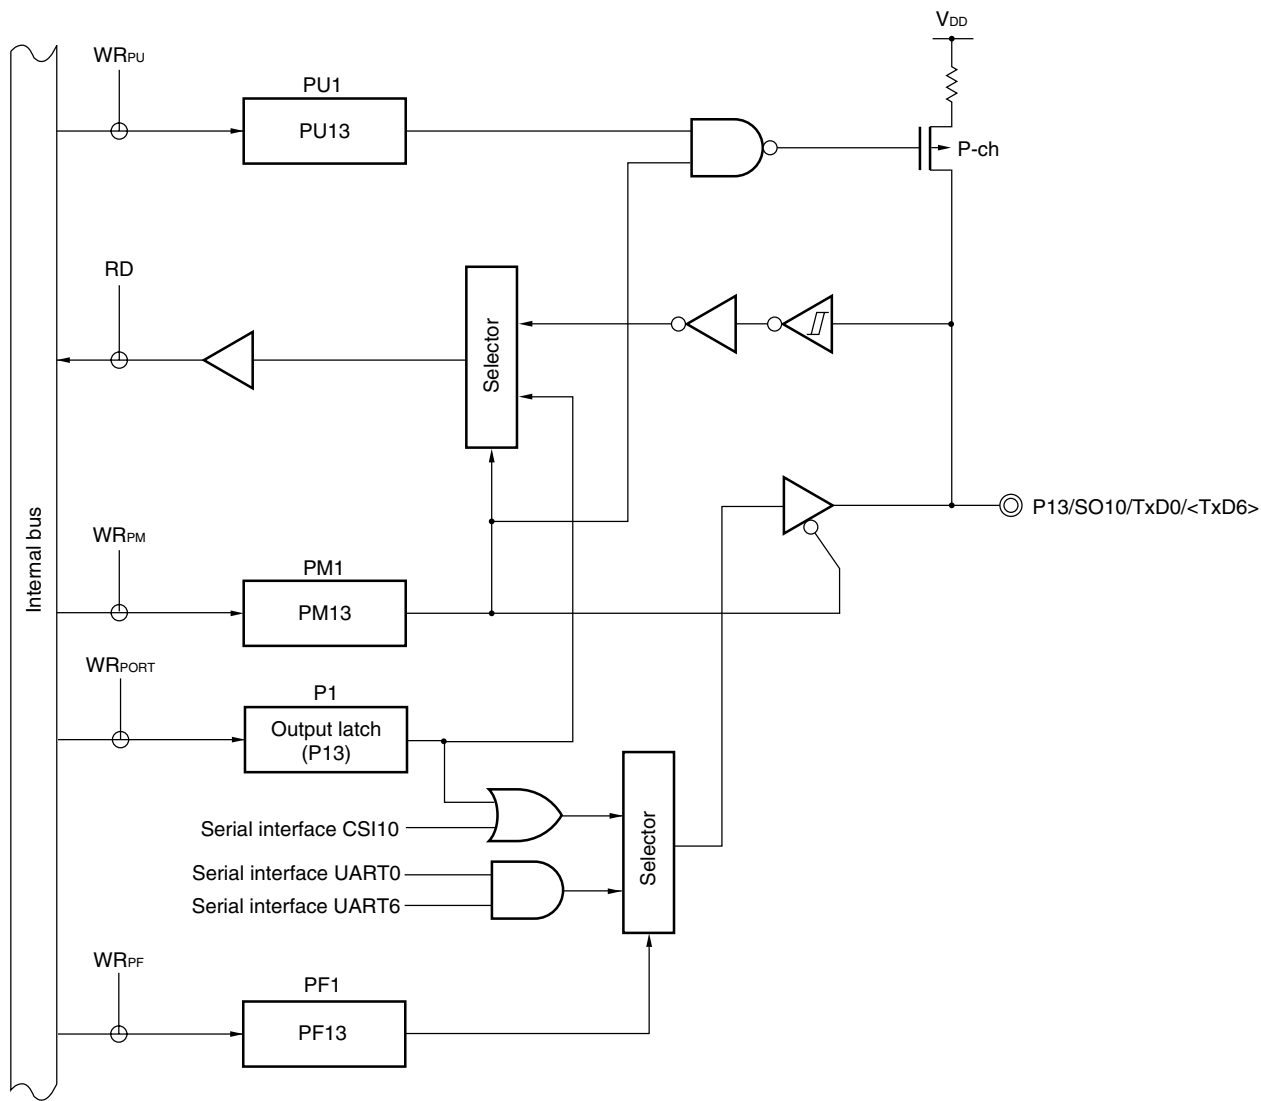 VDD
WRPU
PU1
PU13
P-ch
RD
Selector
P13/SO10/TxD0/<TxD6>
Internal bus
WRPM
PM1
PM13
WRPORT
P1
Output latch
(P13)
Serial interface CSI10
Serial interface UART0
Serial interface UART6
Selector
WRPF
PF1
PF13